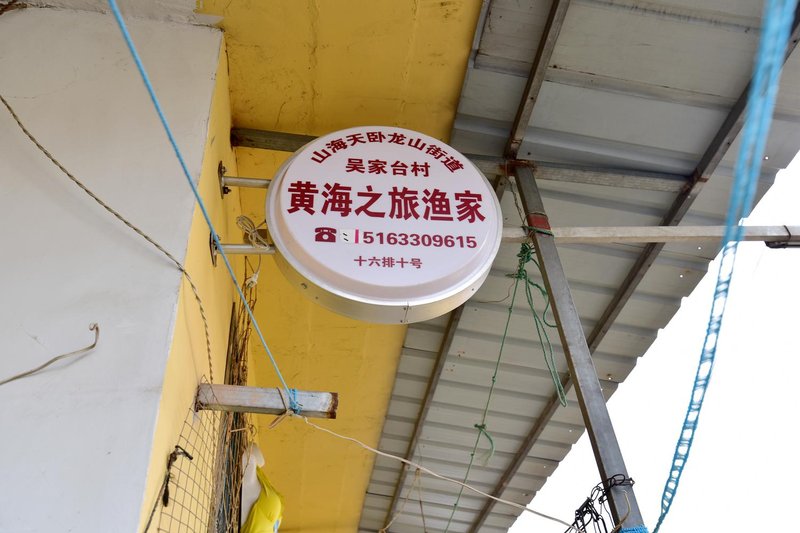 山海天卧龙山街道
吴家台村
黄海之旅渔家
☎:15163309615
十六排十号